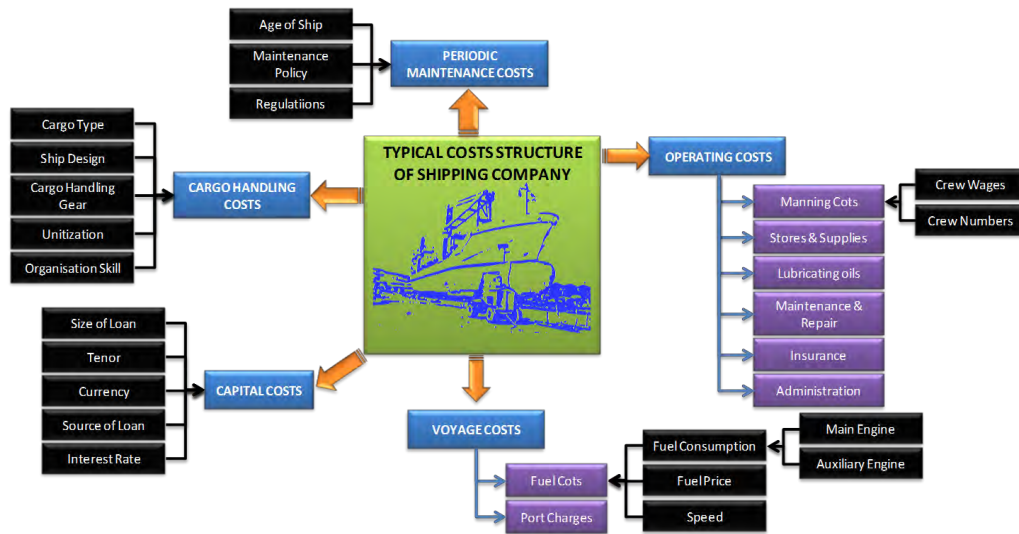 Age of Ship
Maintenance
Policy
Regulatiions
PERIODIC
MAINTENANCE COSTS
Cargo Type
Ship Design
Cargo Handling
Gear
Unitization
Organisation Skill
CARGO HANDLING
COSTS
TYPICAL COSTS STRUCTURE
OF SHIPPING COMPANY
OPERATING COSTS
Manning Cots
Stores & Supplies
Lubricating oils
Maintenance &
Repair
Insurance
Administration
Crew Wages
Crew Numbers
Size of Loan
Tenor
Currency
Source of Loan
Interest Rate
CAPITAL COSTS
VOYAGE COSTS
Fuel Cots
Port Charges
Fuel Consumption
Fuel Price
Speed
Main Engine
Auxiliary Engine